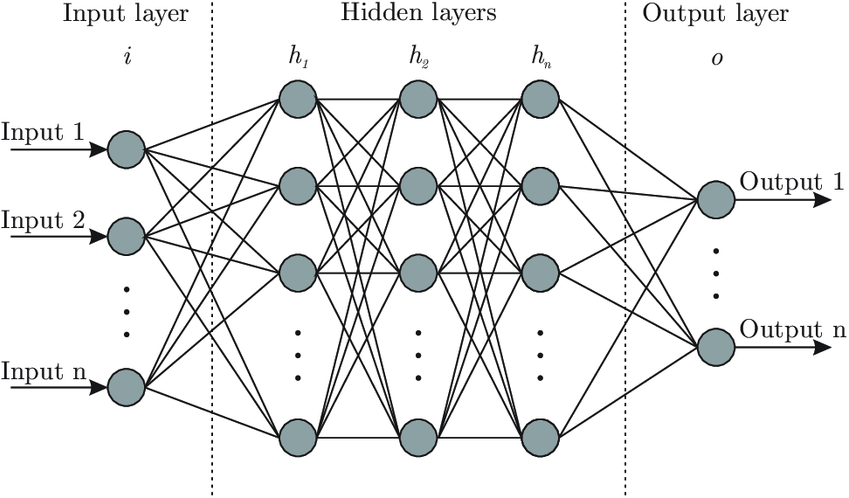 Input layer
Hidden layers
Output layer
i
h1
h2
hn
o
Input 1
Input 2
Input n
Output 1
Output n